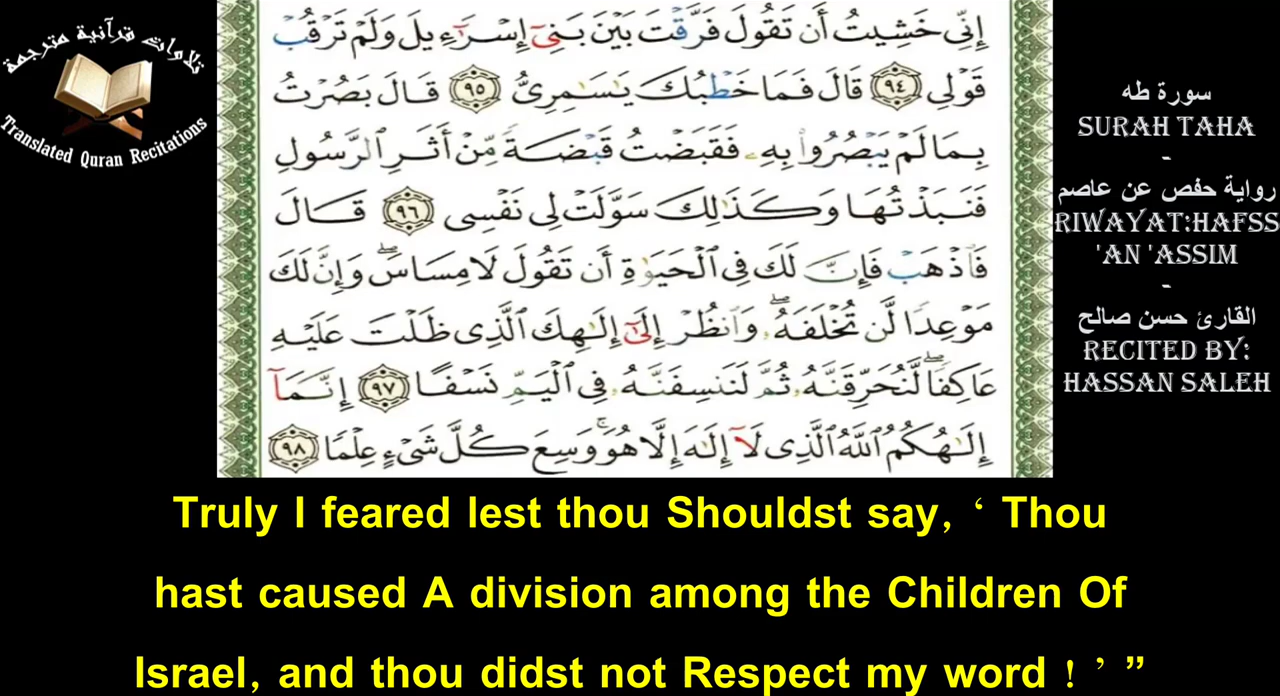 تلاوات قرآنية مترجمة
Translated Quran Recitations
إِنِّي خَشِيتُ أَن تَقُولَ فَرَّقْتَ بَيْنَ بَنِىٓ إِسْرَٰٓءِيلَ وَلَمْ تَرْقُبْ
قَوْلِى ٩٤ قَالَ فَمَا خَطْبُكَ يَٰسَٰمِرِىُّ ٩٥ قَالَ بَصُرْتُ
بِمَا لَمْ يَبْصُرُوا۟ بِهِۦ فَقَبَضْتُ قَبْضَةً مِّنْ أَثَرِ ٱلرَّسُولِ
فَنَبَذْتُهَا وَكَذَٰلِكَ سَوَّلَتْ لِى نَفْسِى ٩٦ قَالَ
فَٱذْهَبْ فَإِنَّ لَكَ فِى ٱلْحَيَوٰةِ أَن تَقُولَ لَا مِسَاسَ ۖ وَإِنَّ لَكَ
مَوْعِدًا لَّن تُخْلَفَهُۥ ۖ وَٱنظُرْ إِلَىٰٓ إِلَٰهِكَ ٱلَّذِى ظَلْتَ عَلَيْهِ
عَاكِفًا ۖ لَّنُحَرِّقَنَّهُۥ ثُمَّ لَنَنسِفَنَّهُۥ فِى ٱلْيَمِّ نَسْفًا ٩٧ إِنَّمَآ
إِلَٰهُكُمُ ٱللَّهُ ٱلَّذِى لَآ إِلَٰهَ إِلَّا هُوَ ۚ وَسِعَ كُلَّ شَىْءٍ عِلْمًا ٩٨
سورة طه
SURAH TAHA
-
رواية حفص عن عاصم
RIWAYAT:HAFSS
'AN 'ASSIM
-
القارئ حسن صالح
RECITED BY:
HASSAN SALEH
Truly I feared lest thou Shouldst say, ‘ Thou
hast caused A division among the Children Of
Israel, and thou didst not Respect my word ! ’ ”